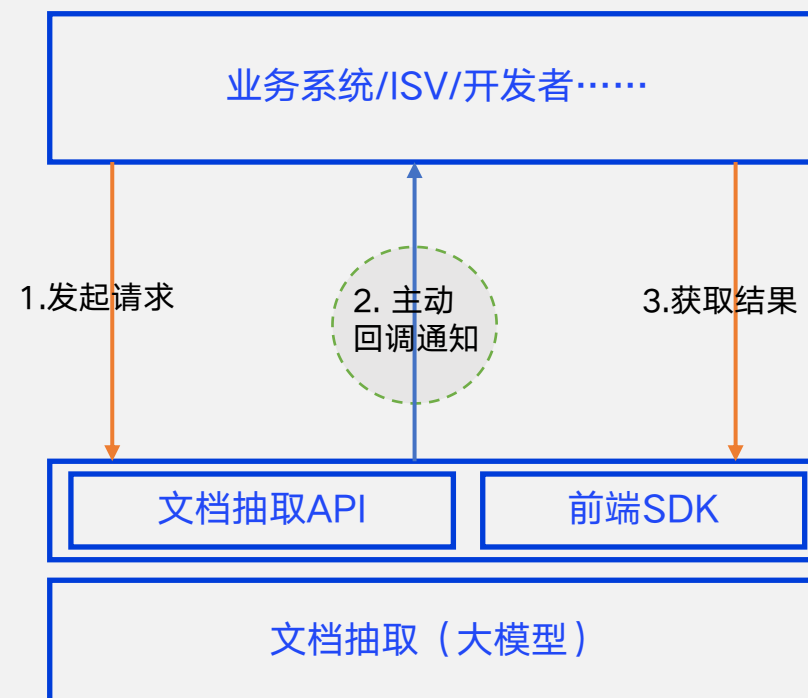 业务系统/ISV/开发者……
1.发起请求
2. 主动
回调通知
3.获取结果
文档抽取API
前端SDK
文档抽取（大模型）